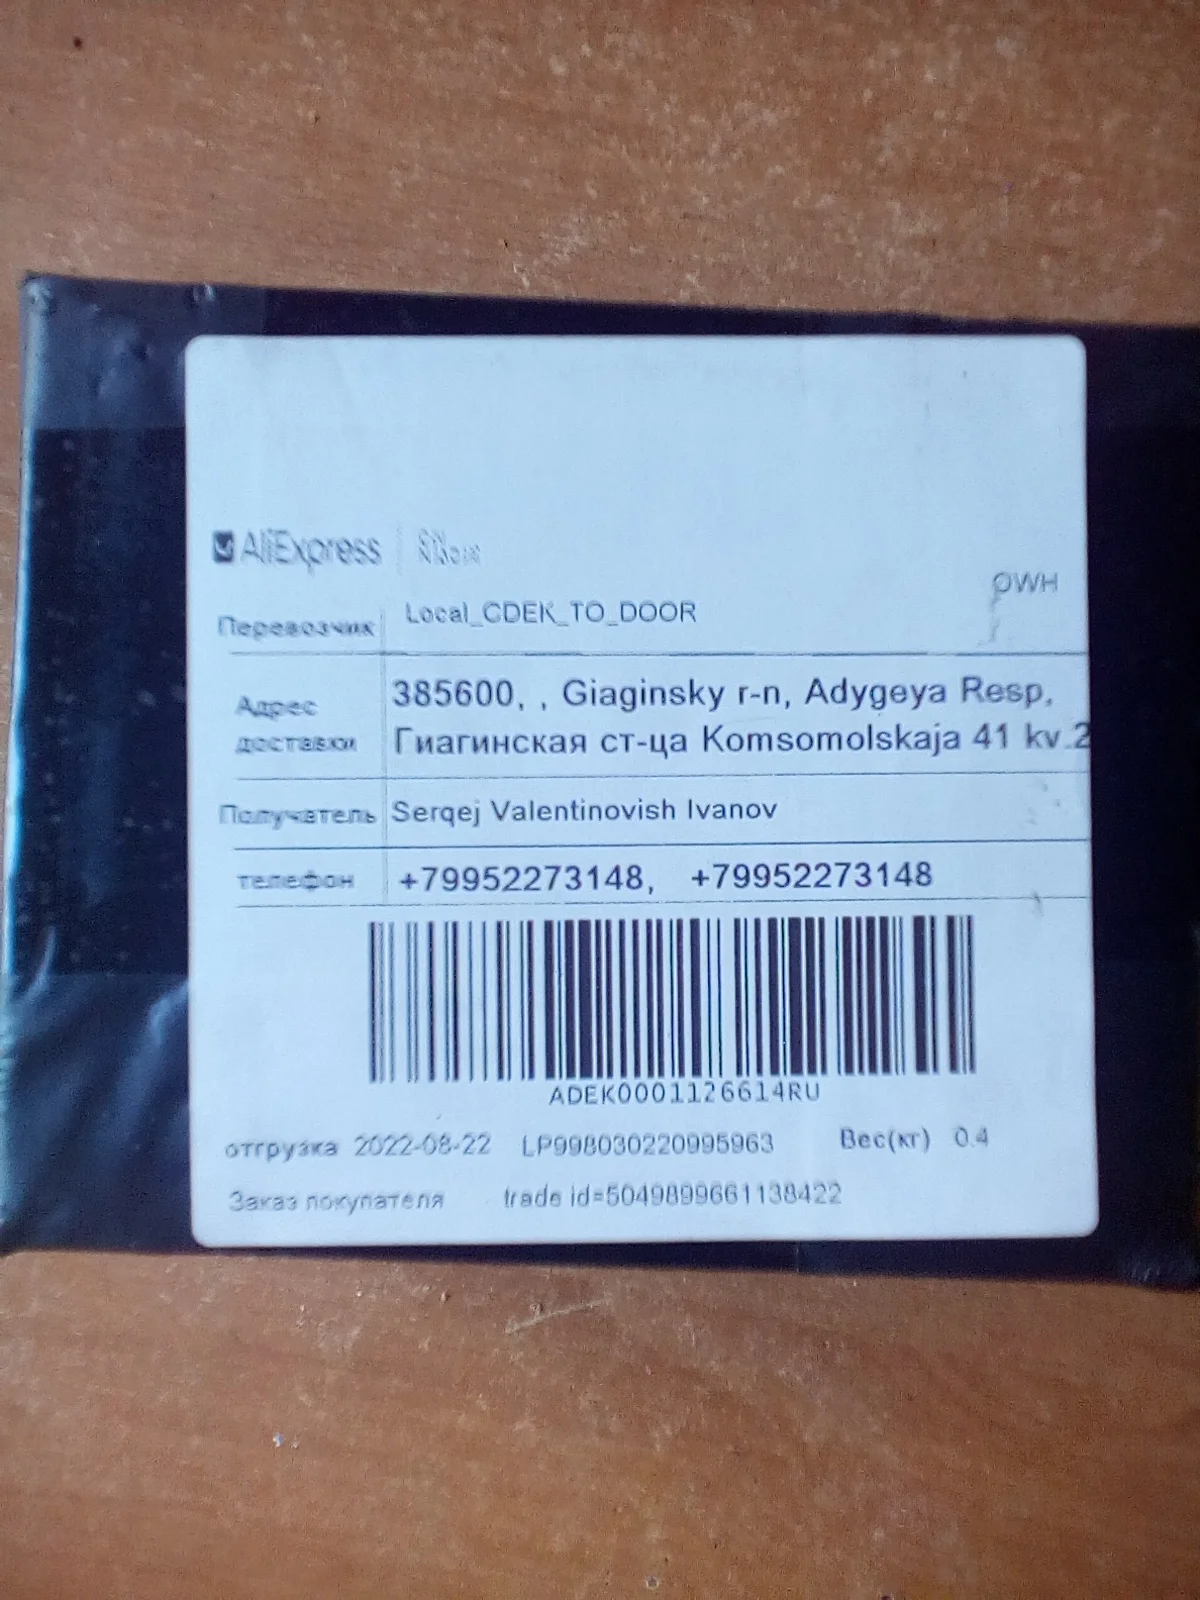 AliExpress
OWH
Перевозчик Local_CDEK_TO_DOOR
Адрес доставки 385600, , Giaginsky r-n, Adygeya Resp,
Гиагинская ст-ца Komsomolskaja 41 kv.2
Получатель Sergej Valentinovish Ivanov
телефон +79952273148, +79952273148
ADEK0001126614RU
отгрузка 2022-08-22 LP998030220995963 Вес(кг) 0.4
Заказ покупателя trade id=5049899661138422